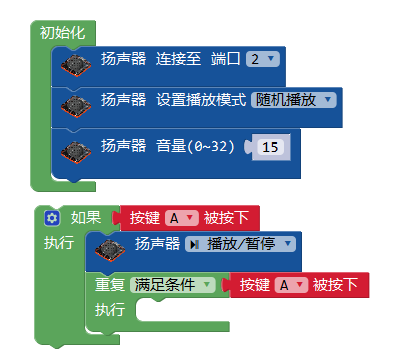 初始化
扬声器 连接至 端口 2
扬声器 设置播放模式 随机播放
扬声器 音量(0~32) 15
如果 按键 A 被按下
执行 扬声器 播放/暂停
重复 满足条件 按键 A 被按下
执行